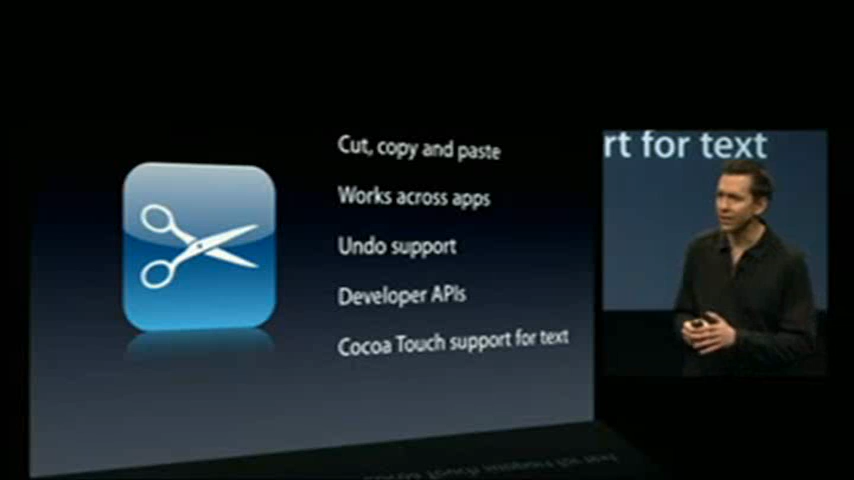 Cut, copy and paste
Works across apps
Undo support
Developer APIs
Cocoa Touch support for text
rt for text